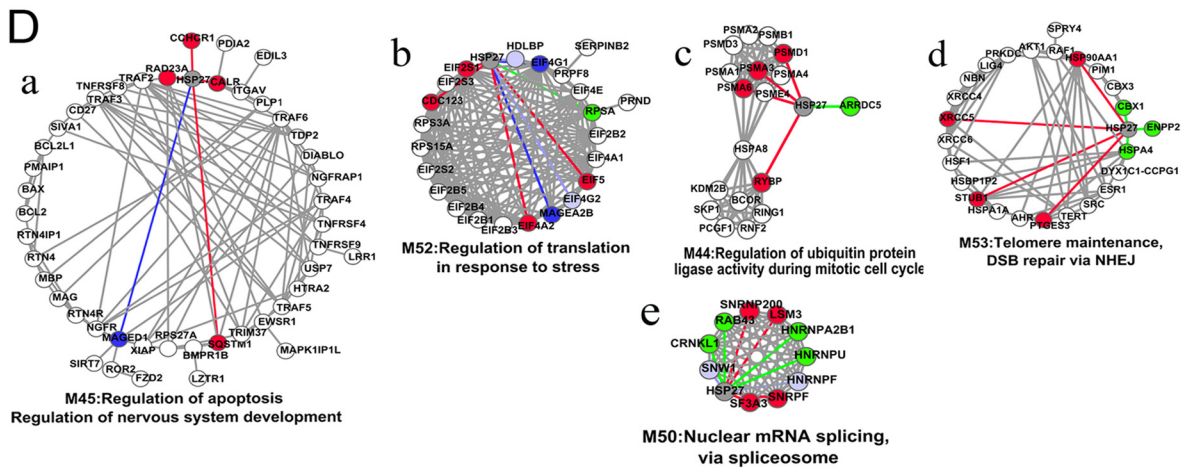 D
a
CCHCR1
PDIA2
EDIL3
RAD23A
HSP27
CALR
TRAF2
ITGAV
TNFRSF8
PLP1
TRAF3
TRAF6
CD27
TDP2
SIVA1
DIABLO
BCL2L1
NGFRAP1
PMAIP1
TRAF4
BAX
TNFRSF4
BCL2
TNFRSF9
RTN4IP1
LRR1
RTN4
USP7
MBP
HTRA2
MAG
TRAF5
RTN4R
EWSR1
NGFR
TRIM37
MAGED1
RPS27A
SQSTM1
MAPK1IP1L
XIAP
BMPR1B
SIRT7
ROR2
FZD2
LZTR1
M45:Regulation of apoptosis
Regulation of nervous system development
b
HDLBP
SERPINB2
HSP27
EIF4G1
EIF2S1
PRPF8
EIF2S3
EIF4E
CDC123
PRND
RPSA
RPS3A
EIF2B2
RPS15A
EIF4A1
EIF2S2
EIF5
EIF2B5
EIF4G2
EIF2B4
MAGEA2B
EIF2B1
EIF4A2
EIF2B3
M52:Regulation of translation
in response to stress
c
PSMA2
PSMB1
PSMD3
PSMD1
PSMA3
PSMA1
PSMA4
PSMA6
PSME4
HSP27
ARRDC5
HSPA8
RYBP
KDM2B
BCOR
SKP1
RING1
PCGF1
RNF2
M44:Regulation of ubiquitin protein
ligase activity during mitotic cell cycle
d
SPRY4
AKT1
RAF1
PRKDC
HSP90AA1
LIG4
PIM1
NBN
CBX3
XRCC4
CBX1
XRCC5
HSP27
ENPP2
XRCC6
HSPA4
HSF1
DYX1C1-CCPG1
HSBP1P2
ESR1
STUB1
SRC
HSPA1A
TERT
AHR
PTGES3
M53:Telomere maintenance,
DSB repair via NHEJ
e
SNRNP200
RAB43
LSM3
HNRNPA2B1
CRNKL1
HNRNPU
SNW1
HNRNPF
HSP27
SNRPF
SF3A3
M50:Nuclear mRNA splicing,
via spliceosome